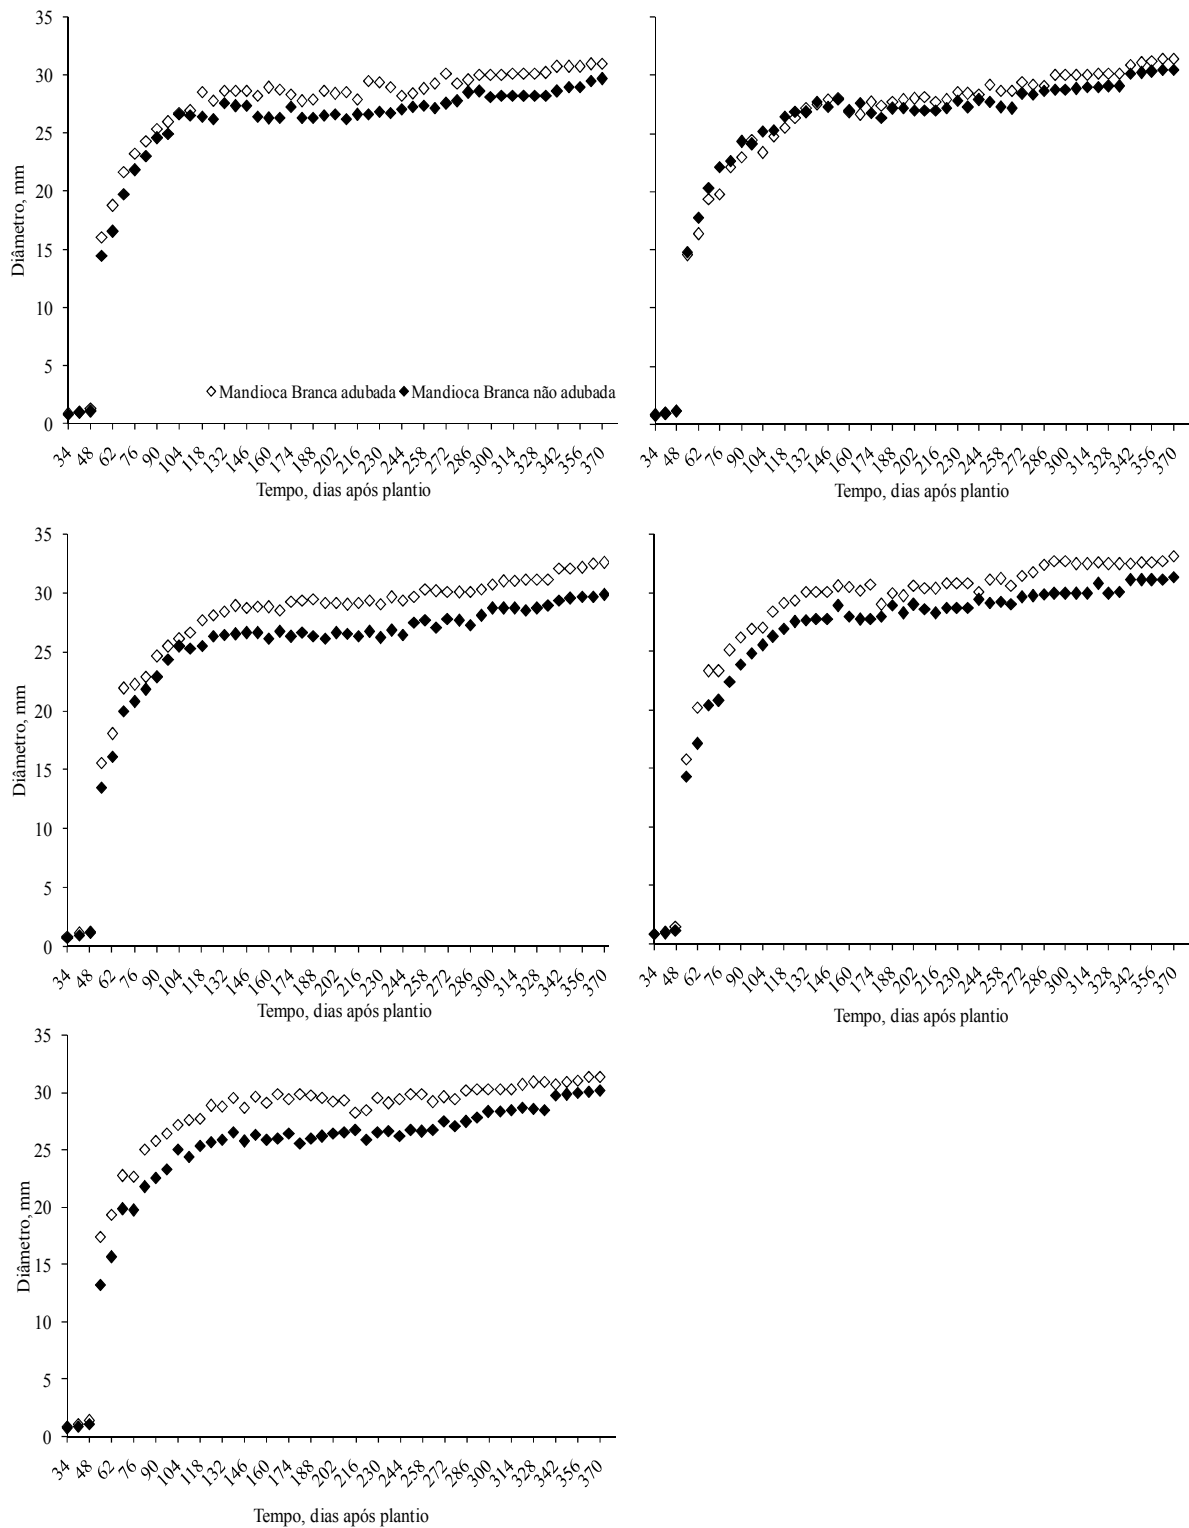 35
30
25
20
15
10
5
0
Diâmetro, mm
◇ Mandioca Branca adubada ◆ Mandioca Branca não adubada
34 48 62 76 90 104 118 132 146 160 174 188 202 216 230 244 258 272 286 300 314 328 342 356 370
Tempo, dias após plantio
34 48 62 76 90 104 118 132 146 160 174 188 202 216 230 244 258 272 286 300 314 328 342 356 370
Tempo, dias após plantio
35
30
25
20
15
10
5
0
Diâmetro, mm
34 48 62 76 90 104 118 132 146 160 174 188 202 216 230 244 258 272 286 300 314 328 342 356 370
Tempo, dias após plantio
34 48 62 76 90 104 118 132 146 160 174 188 202 216 230 244 258 272 286 300 314 328 342 356 370
Tempo, dias após plantio
35
30
25
20
15
10
5
0
Diâmetro, mm
34 48 62 76 90 104 118 132 146 160 174 188 202 216 230 244 258 272 286 300 314 328 342 356 370
Tempo, dias após plantio